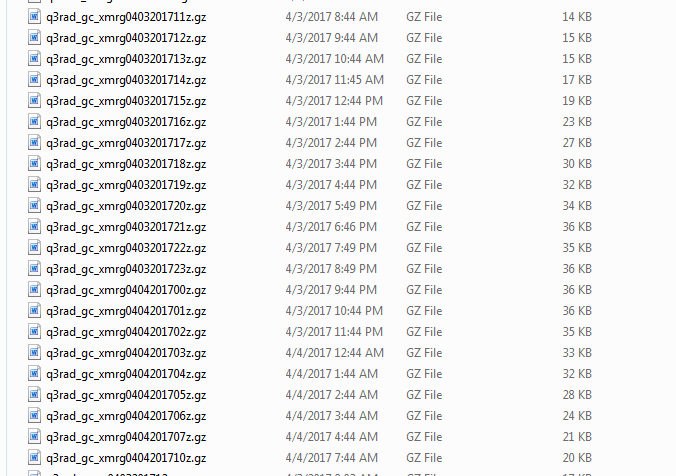 q3rad_gc_xmrg0403201711z.gz 4/3/2017 8:44 AM GZ File 14 KB
q3rad_gc_xmrg0403201712z.gz 4/3/2017 9:44 AM GZ File 15 KB
q3rad_gc_xmrg0403201713z.gz 4/3/2017 10:44 AM GZ File 15 KB
q3rad_gc_xmrg0403201714z.gz 4/3/2017 11:45 AM GZ File 17 KB
q3rad_gc_xmrg0403201715z.gz 4/3/2017 12:44 PM GZ File 19 KB
q3rad_gc_xmrg0403201716z.gz 4/3/2017 1:44 PM GZ File 23 KB
q3rad_gc_xmrg0403201717z.gz 4/3/2017 2:44 PM GZ File 27 KB
q3rad_gc_xmrg0403201718z.gz 4/3/2017 3:44 PM GZ File 30 KB
q3rad_gc_xmrg0403201719z.gz 4/3/2017 4:44 PM GZ File 32 KB
q3rad_gc_xmrg0403201720z.gz 4/3/2017 5:49 PM GZ File 34 KB
q3rad_gc_xmrg0403201721z.gz 4/3/2017 6:46 PM GZ File 36 KB
q3rad_gc_xmrg0403201722z.gz 4/3/2017 7:49 PM GZ File 35 KB
q3rad_gc_xmrg0403201723z.gz 4/3/2017 8:49 PM GZ File 36 KB
q3rad_gc_xmrg0404201700z.gz 4/3/2017 9:44 PM GZ File 36 KB
q3rad_gc_xmrg0404201701z.gz 4/3/2017 10:44 PM GZ File 36 KB
q3rad_gc_xmrg0404201702z.gz 4/3/2017 11:44 PM GZ File 35 KB
q3rad_gc_xmrg0404201703z.gz 4/4/2017 12:44 AM GZ File 33 KB
q3rad_gc_xmrg0404201704z.gz 4/4/2017 1:44 AM GZ File 32 KB
q3rad_gc_xmrg0404201705z.gz 4/4/2017 2:44 AM GZ File 28 KB
q3rad_gc_xmrg0404201706z.gz 4/4/2017 3:44 AM GZ File 24 KB
q3rad_gc_xmrg0404201707z.gz 4/4/2017 4:44 AM GZ File 21 KB
q3rad_gc_xmrg0404201710z.gz 4/4/2017 7:44 AM GZ File 20 KB